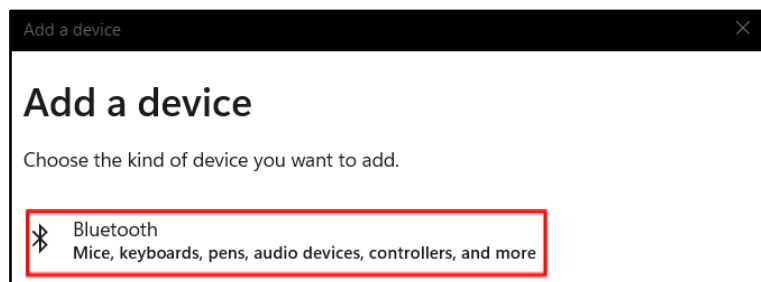 Add a device
Add a device
Choose the kind of device you want to add.
Bluetooth
Mice, keyboards, pens, audio devices, controllers, and more